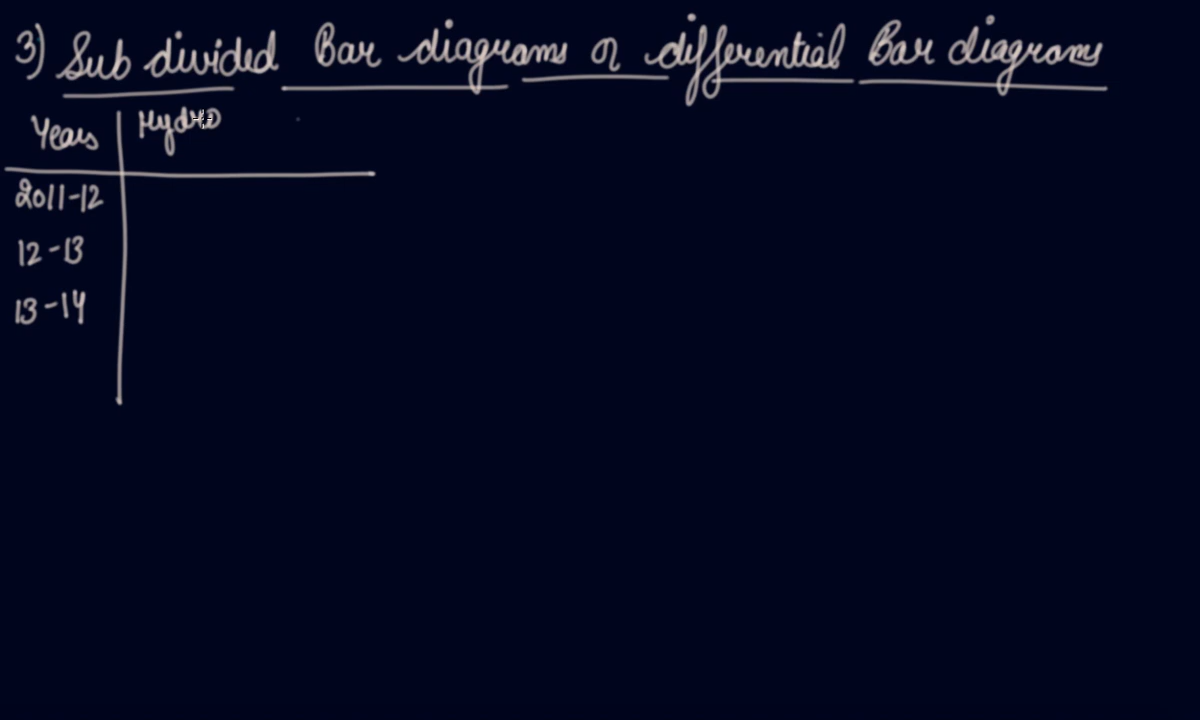 3) Sub divided Bar diagrams or differential Bar diagrams
Years Hydro
2011-12
12-13
13-14